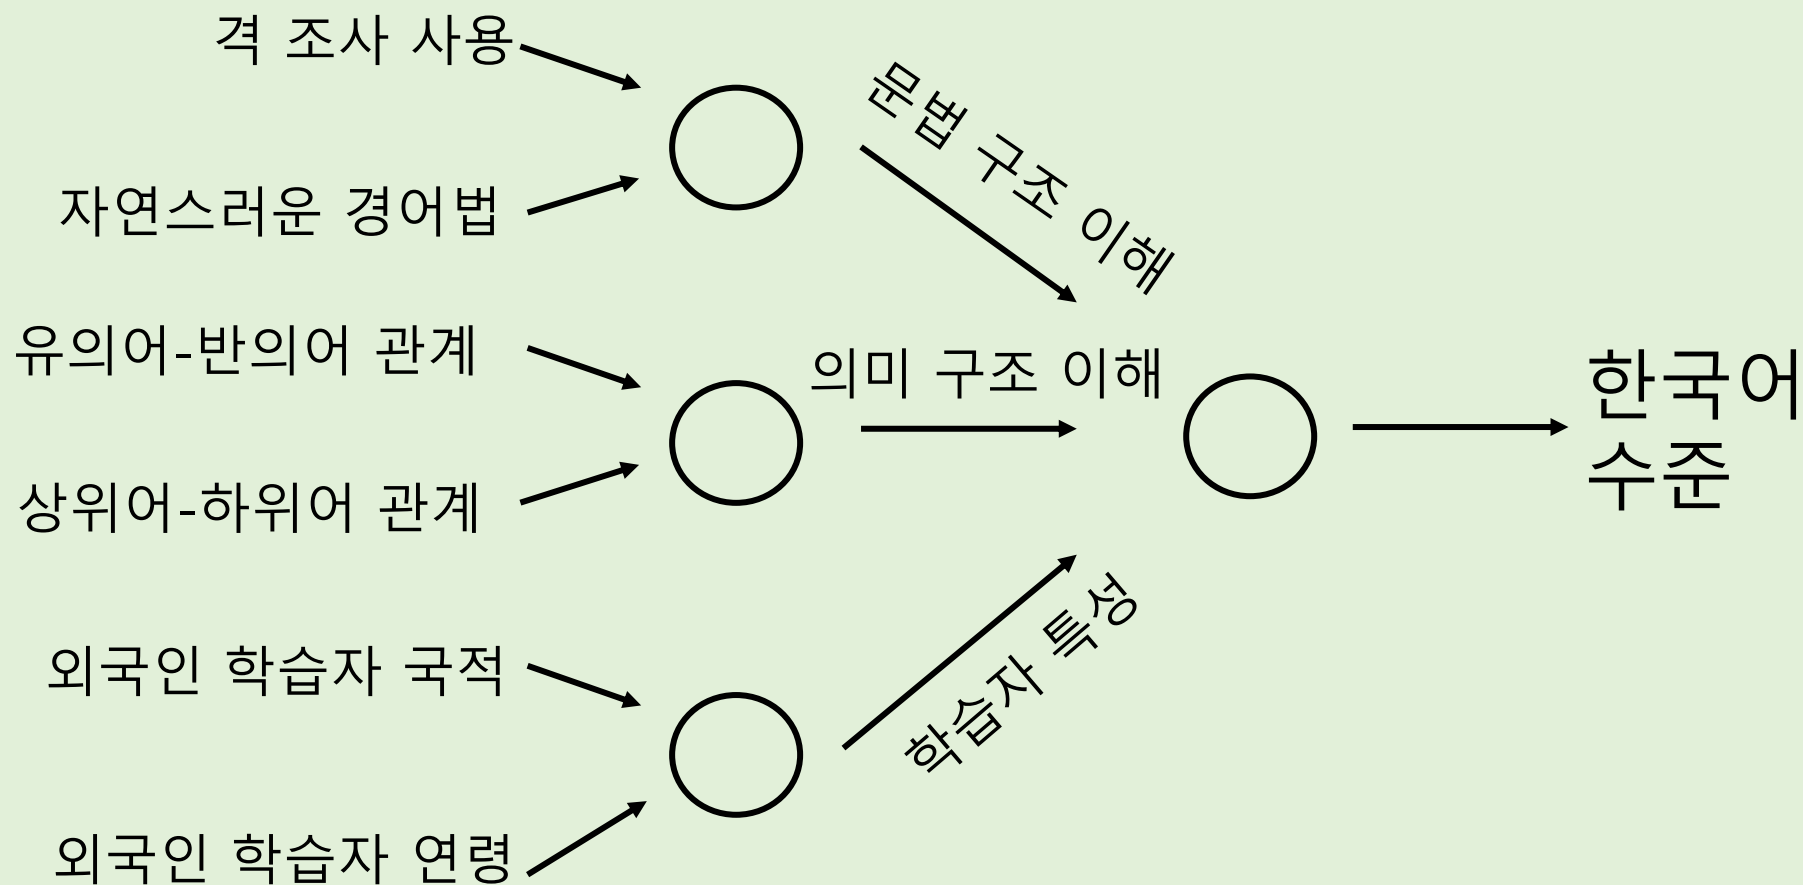 격 조사 사용
자연스러운 경어법
유의어-반의어 관계
상위어-하위어 관계
외국인 학습자 국적
외국인 학습자 연령
문법 구조 이해
의미 구조 이해
학습자 특성
한국어
수준